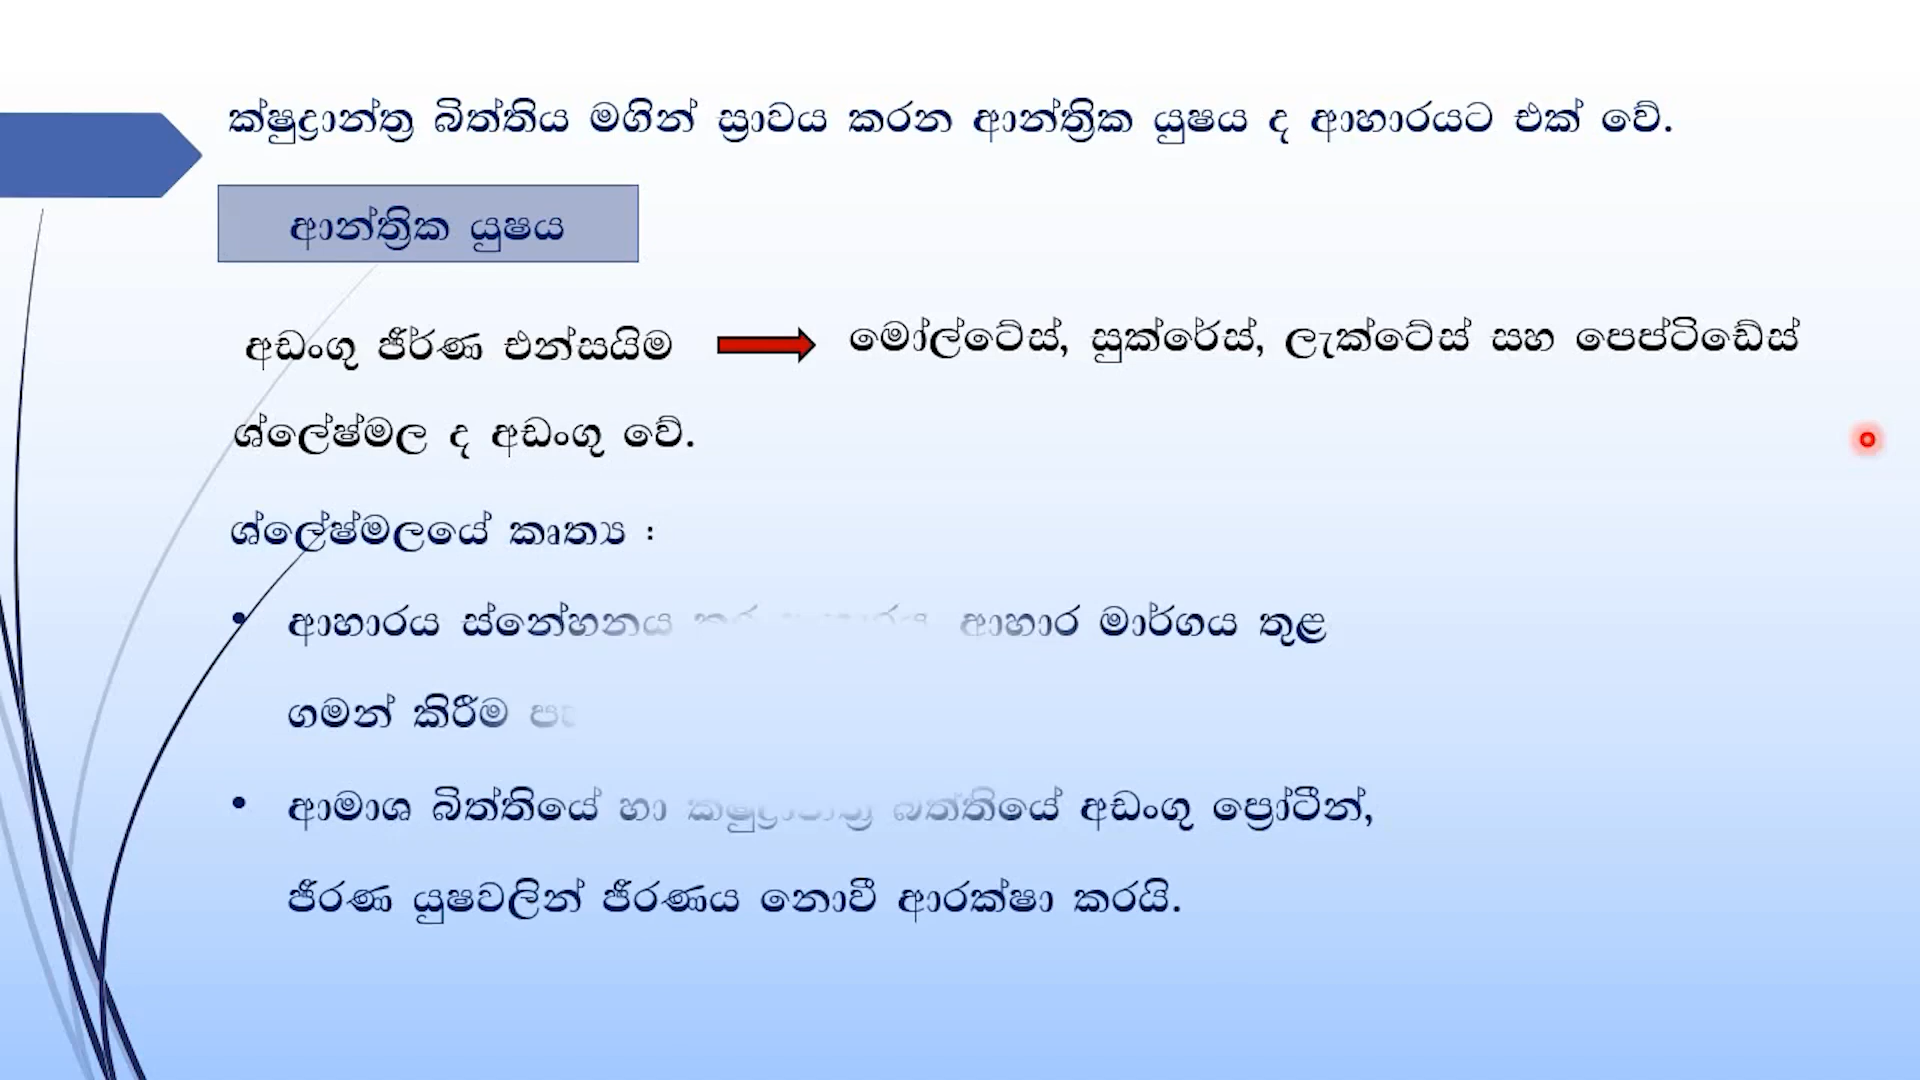 ක්ෂුද්‍රාන්ත්‍ර බිත්තිය මගින් ස්‍රාවය කරන ආන්ත්‍රික යුෂය ද ආහාරයට එක් වේ.
ආන්ත්‍රික යුෂය
අඩංගු ජීර්ණ එන්සයිම මෝල්ටේස්, සුක්රේස්, ලැක්ටේස් සහ පෙප්ටිඩේස්
ශ්ලේෂ්මල ද අඩංගු වේ.
ශ්ලේෂ්මලයේ කෘත්‍ය :
• ආහාරය ස්නේහනය ආහාර මාර්ගය තුළ
ගමන් කිරීම
• ආමාශ බිත්තියේ හා ක්ෂුද්‍රාන්ත්‍ර බිත්තියේ අඩංගු ප්‍රෝටීන්,
ජීරණ යුෂවලින් ජීරණය නොවී ආරක්ෂා කරයි.